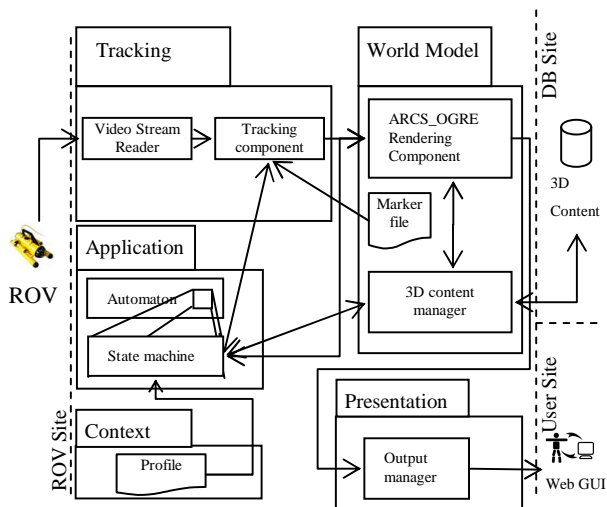 Tracking
World Model
DB Site
Video Stream
Reader
Tracking
component
ARCS_OGRE
Rendering
Component
3D
Content
Marker
file
ROV
Application
Automaton
3D content
manager
State machine
ROV Site
Context
Profile
Presentation
User Site
Output
manager
Web GUI